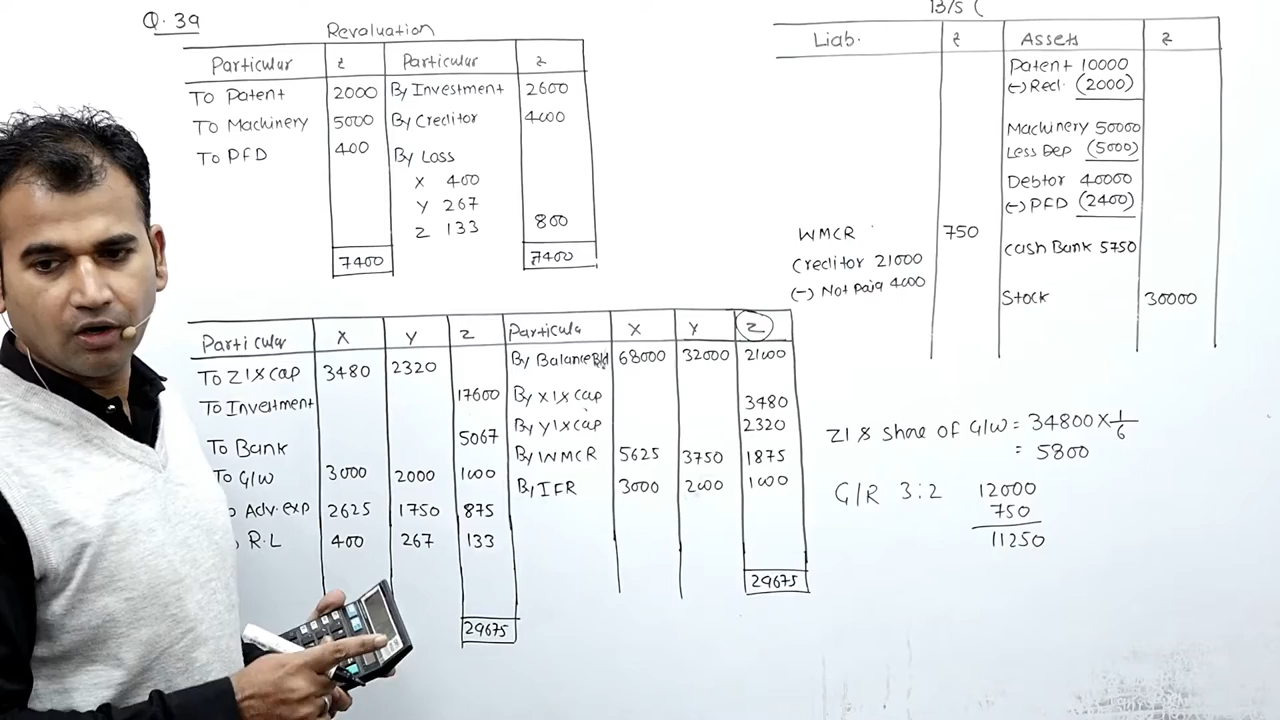 Q. 39
Revaluation
Particular ₹ Particular ₹
To Patent 2000 By Investment 2600
To Machinery 5000 By Creditor 4000
To PFD 400 By Loss
X 400
Y 267
Z 133 800
7400 7400
Particular X Y Z Particula X Y Z
To Z's cap 3480 2320 By Balance B/d 68000 32000 21000
To Investment 17600 By X's cap 3480
By Y's cap 2320
To Bank 5067 By WMCR 5625 3750 1875
To G/W 3000 2000 1000 By IFR 3000 2000 1000
Adv. exp 2625 1750 875
R.L 400 267 133
29675
29675
B/S (
Liab. ₹ Assets ₹
Patent 10000
(-) Red. (2000)
Machinery 50000
Less Dep (5000)
Debtor 40000
(-) PFD (2400)
WMCR 750 Cash Bank 5750
Creditor 21000
(-) Not Paid 4000 Stock 30000
Z's share of G/W = 34800 × 1/6
= 5800
G/R 3:2 12000
750
11250